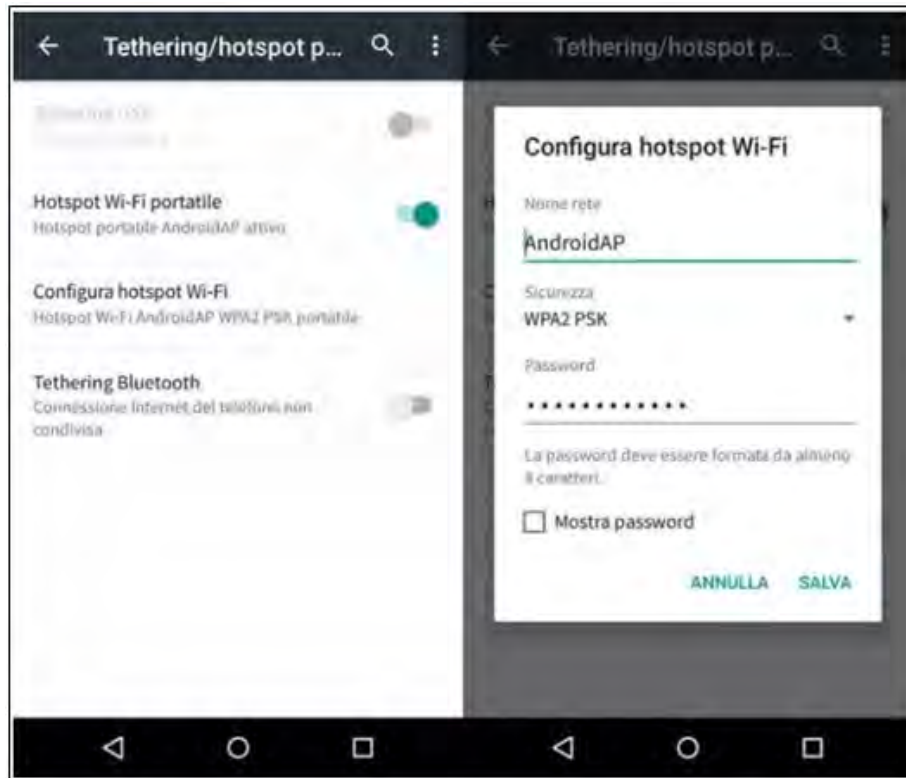 Tethering/hotspot p...
Hotspot Wi-Fi portatile
Hotspot portable AndroidAP attivo
Configura hotspot Wi-Fi
Hotspot Wi-Fi AndroidAP WPA2 PSK portatile
Tethering Bluetooth
Connessione Internet del telefono non
condivisa
Tethering/hotspot p...
Configura hotspot Wi-Fi
Nome rete
AndroidAP
Sicurezza
WPA2 PSK
Password
••••••••••••
La password deve essere formata da almeno
8 caratteri.
Mostra password
ANNULLA SALVA